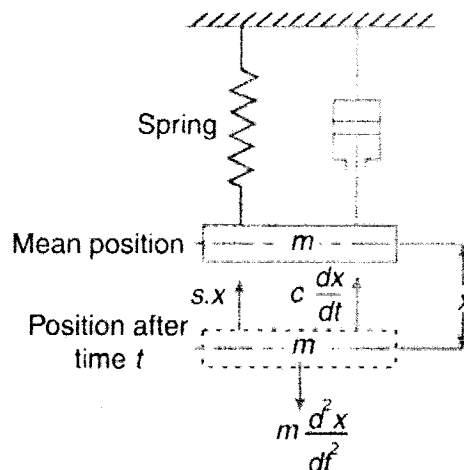 Spring
Mean position
m
s.x
c dx/dt
x
Position after
time t
m
m d²x/dt²